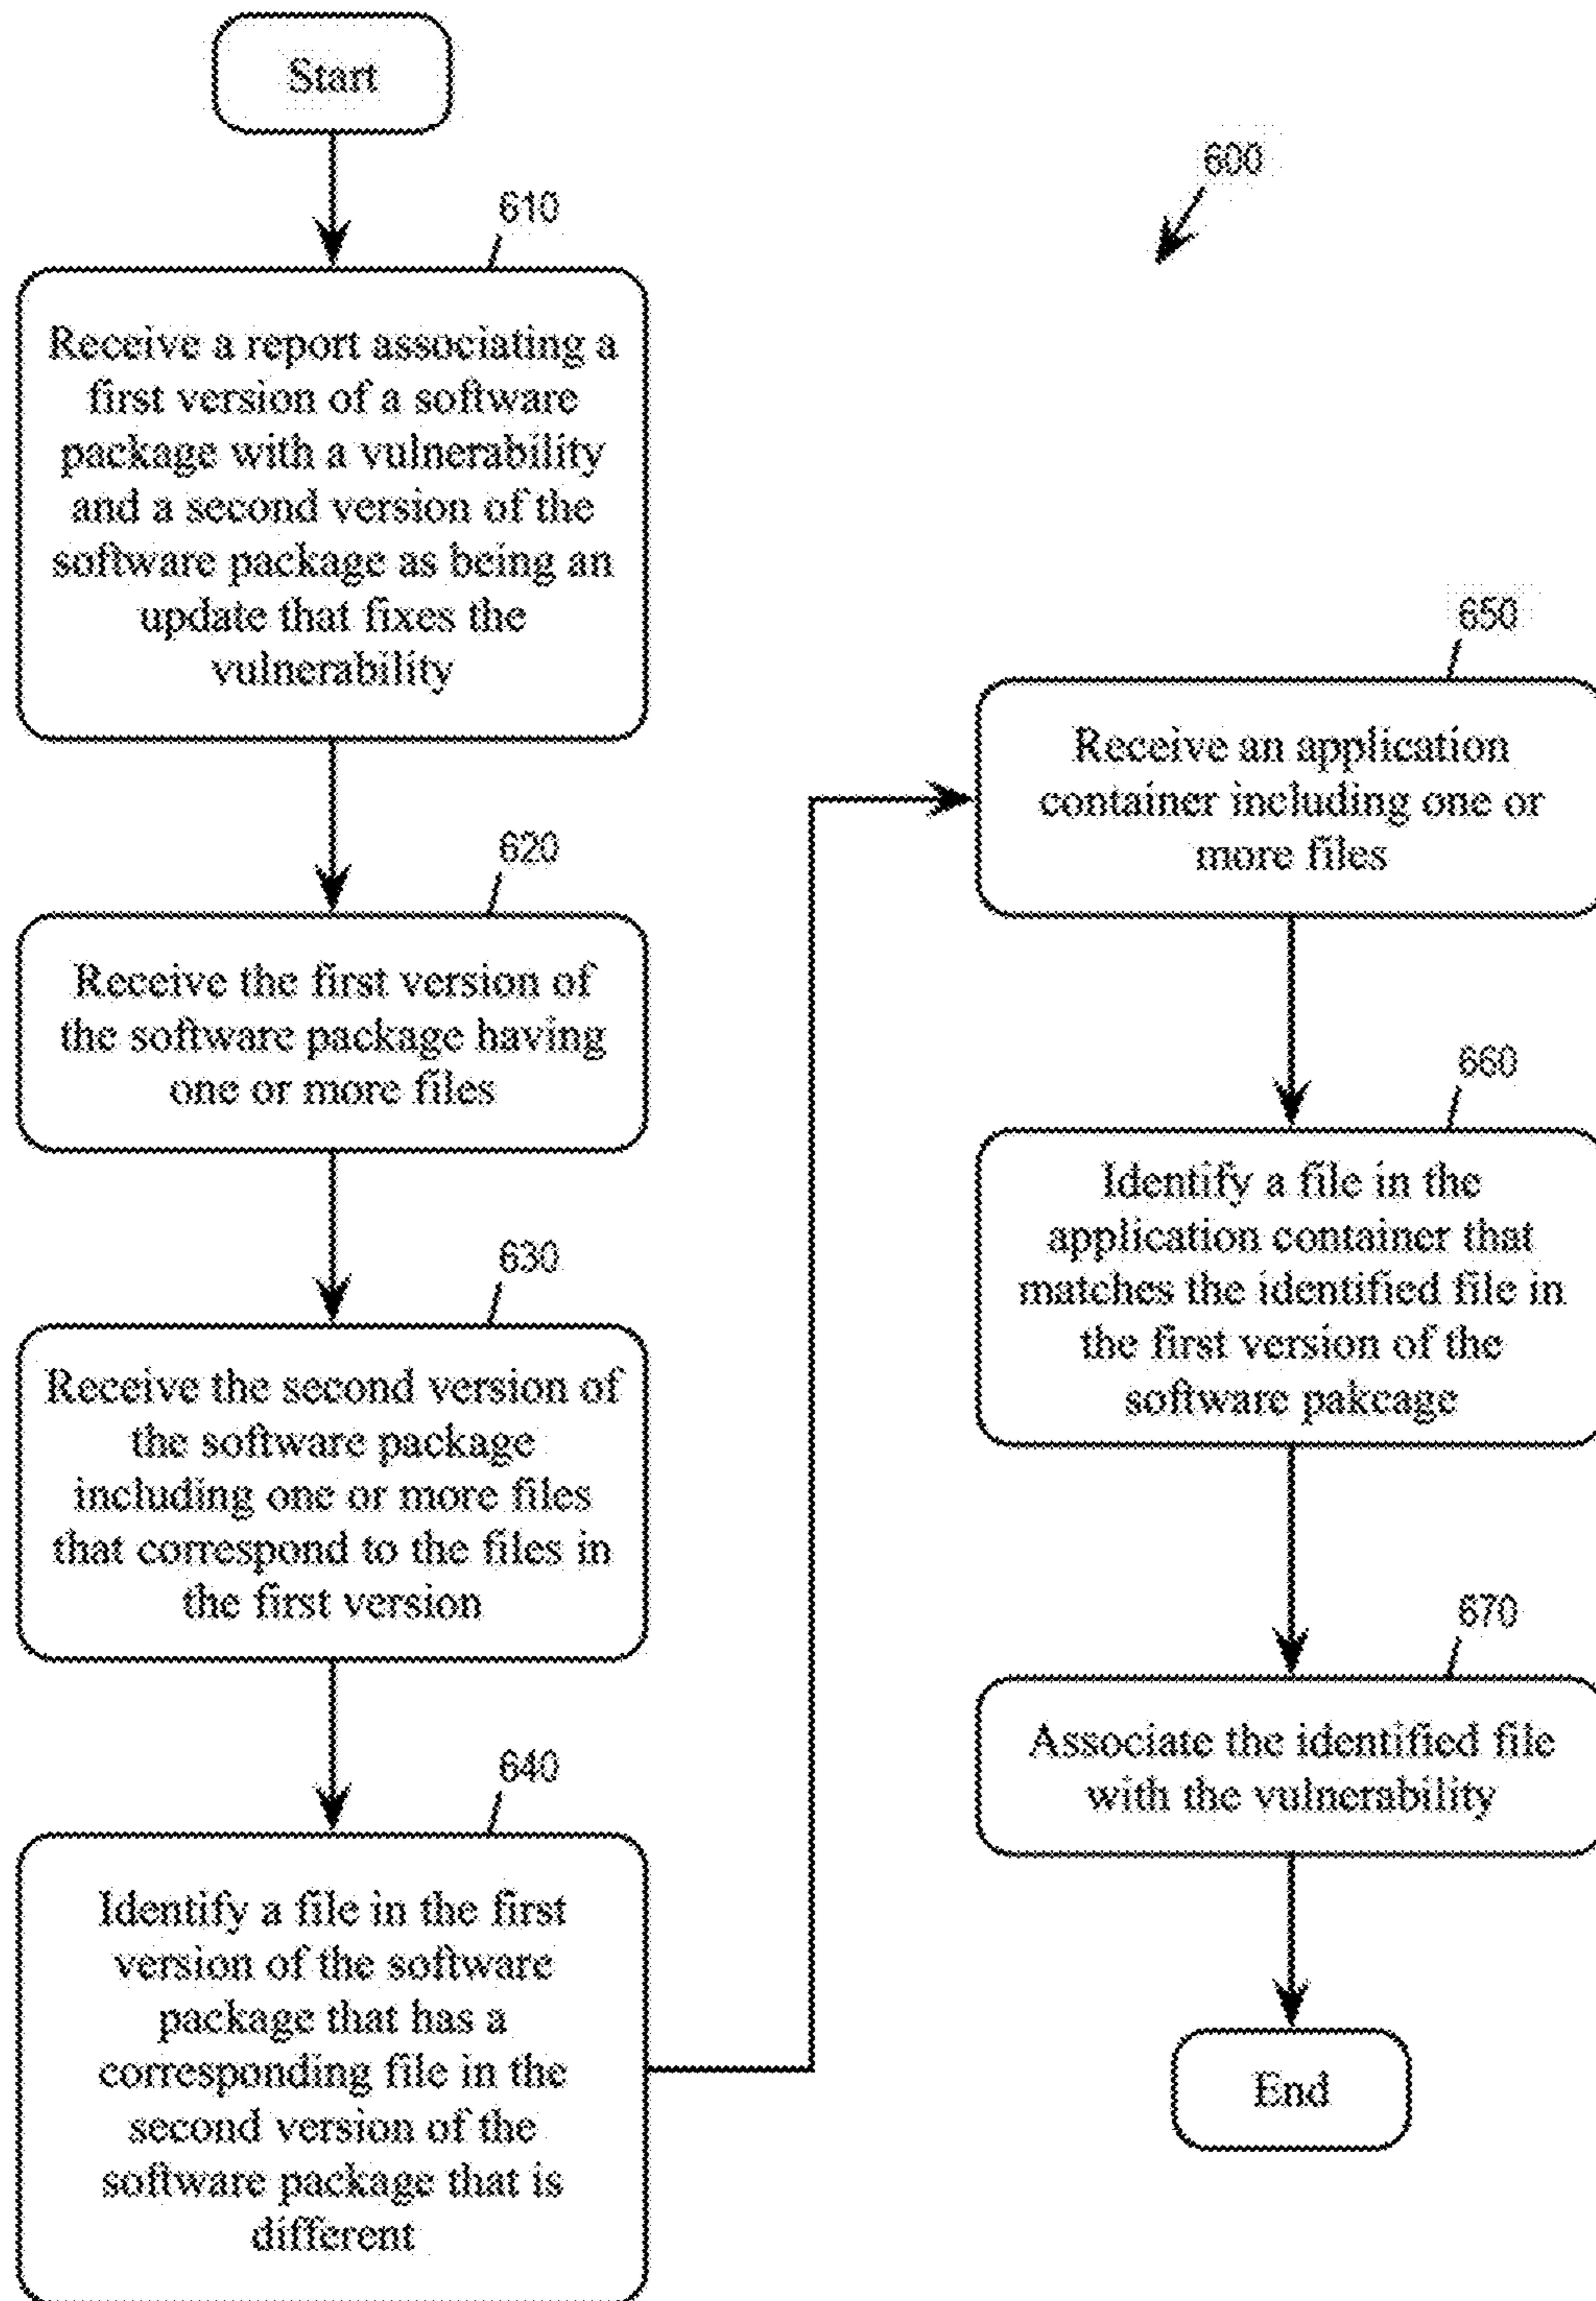 Start
600
610
Receive a report associating a
first version of a software
package with a vulnerability
and a second version of the
software package as being an
update that fixes the
vulnerability
620
Receive the first version of
the software package having
one or more files
630
Receive the second version of
the software package
including one or more files
that correspond to the files in
the first version
640
Identify a file in the first
version of the software
package that has a
corresponding file in the
second version of the
software package that is
different
650
Receive an application
container including one or
more files
660
Identify a file in the
application container that
matches the identified file in
the first version of the
software pakcage
670
Associate the identified file
with the vulnerability
End